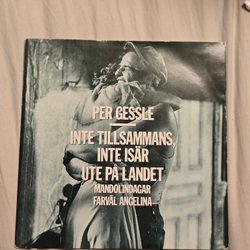 PER GESSLE
INTE TILLSAMMANS,
INTE ISÄR
UTE PÅ LANDET
MANDOLINDAGAR
FARVÄL ANGELINA